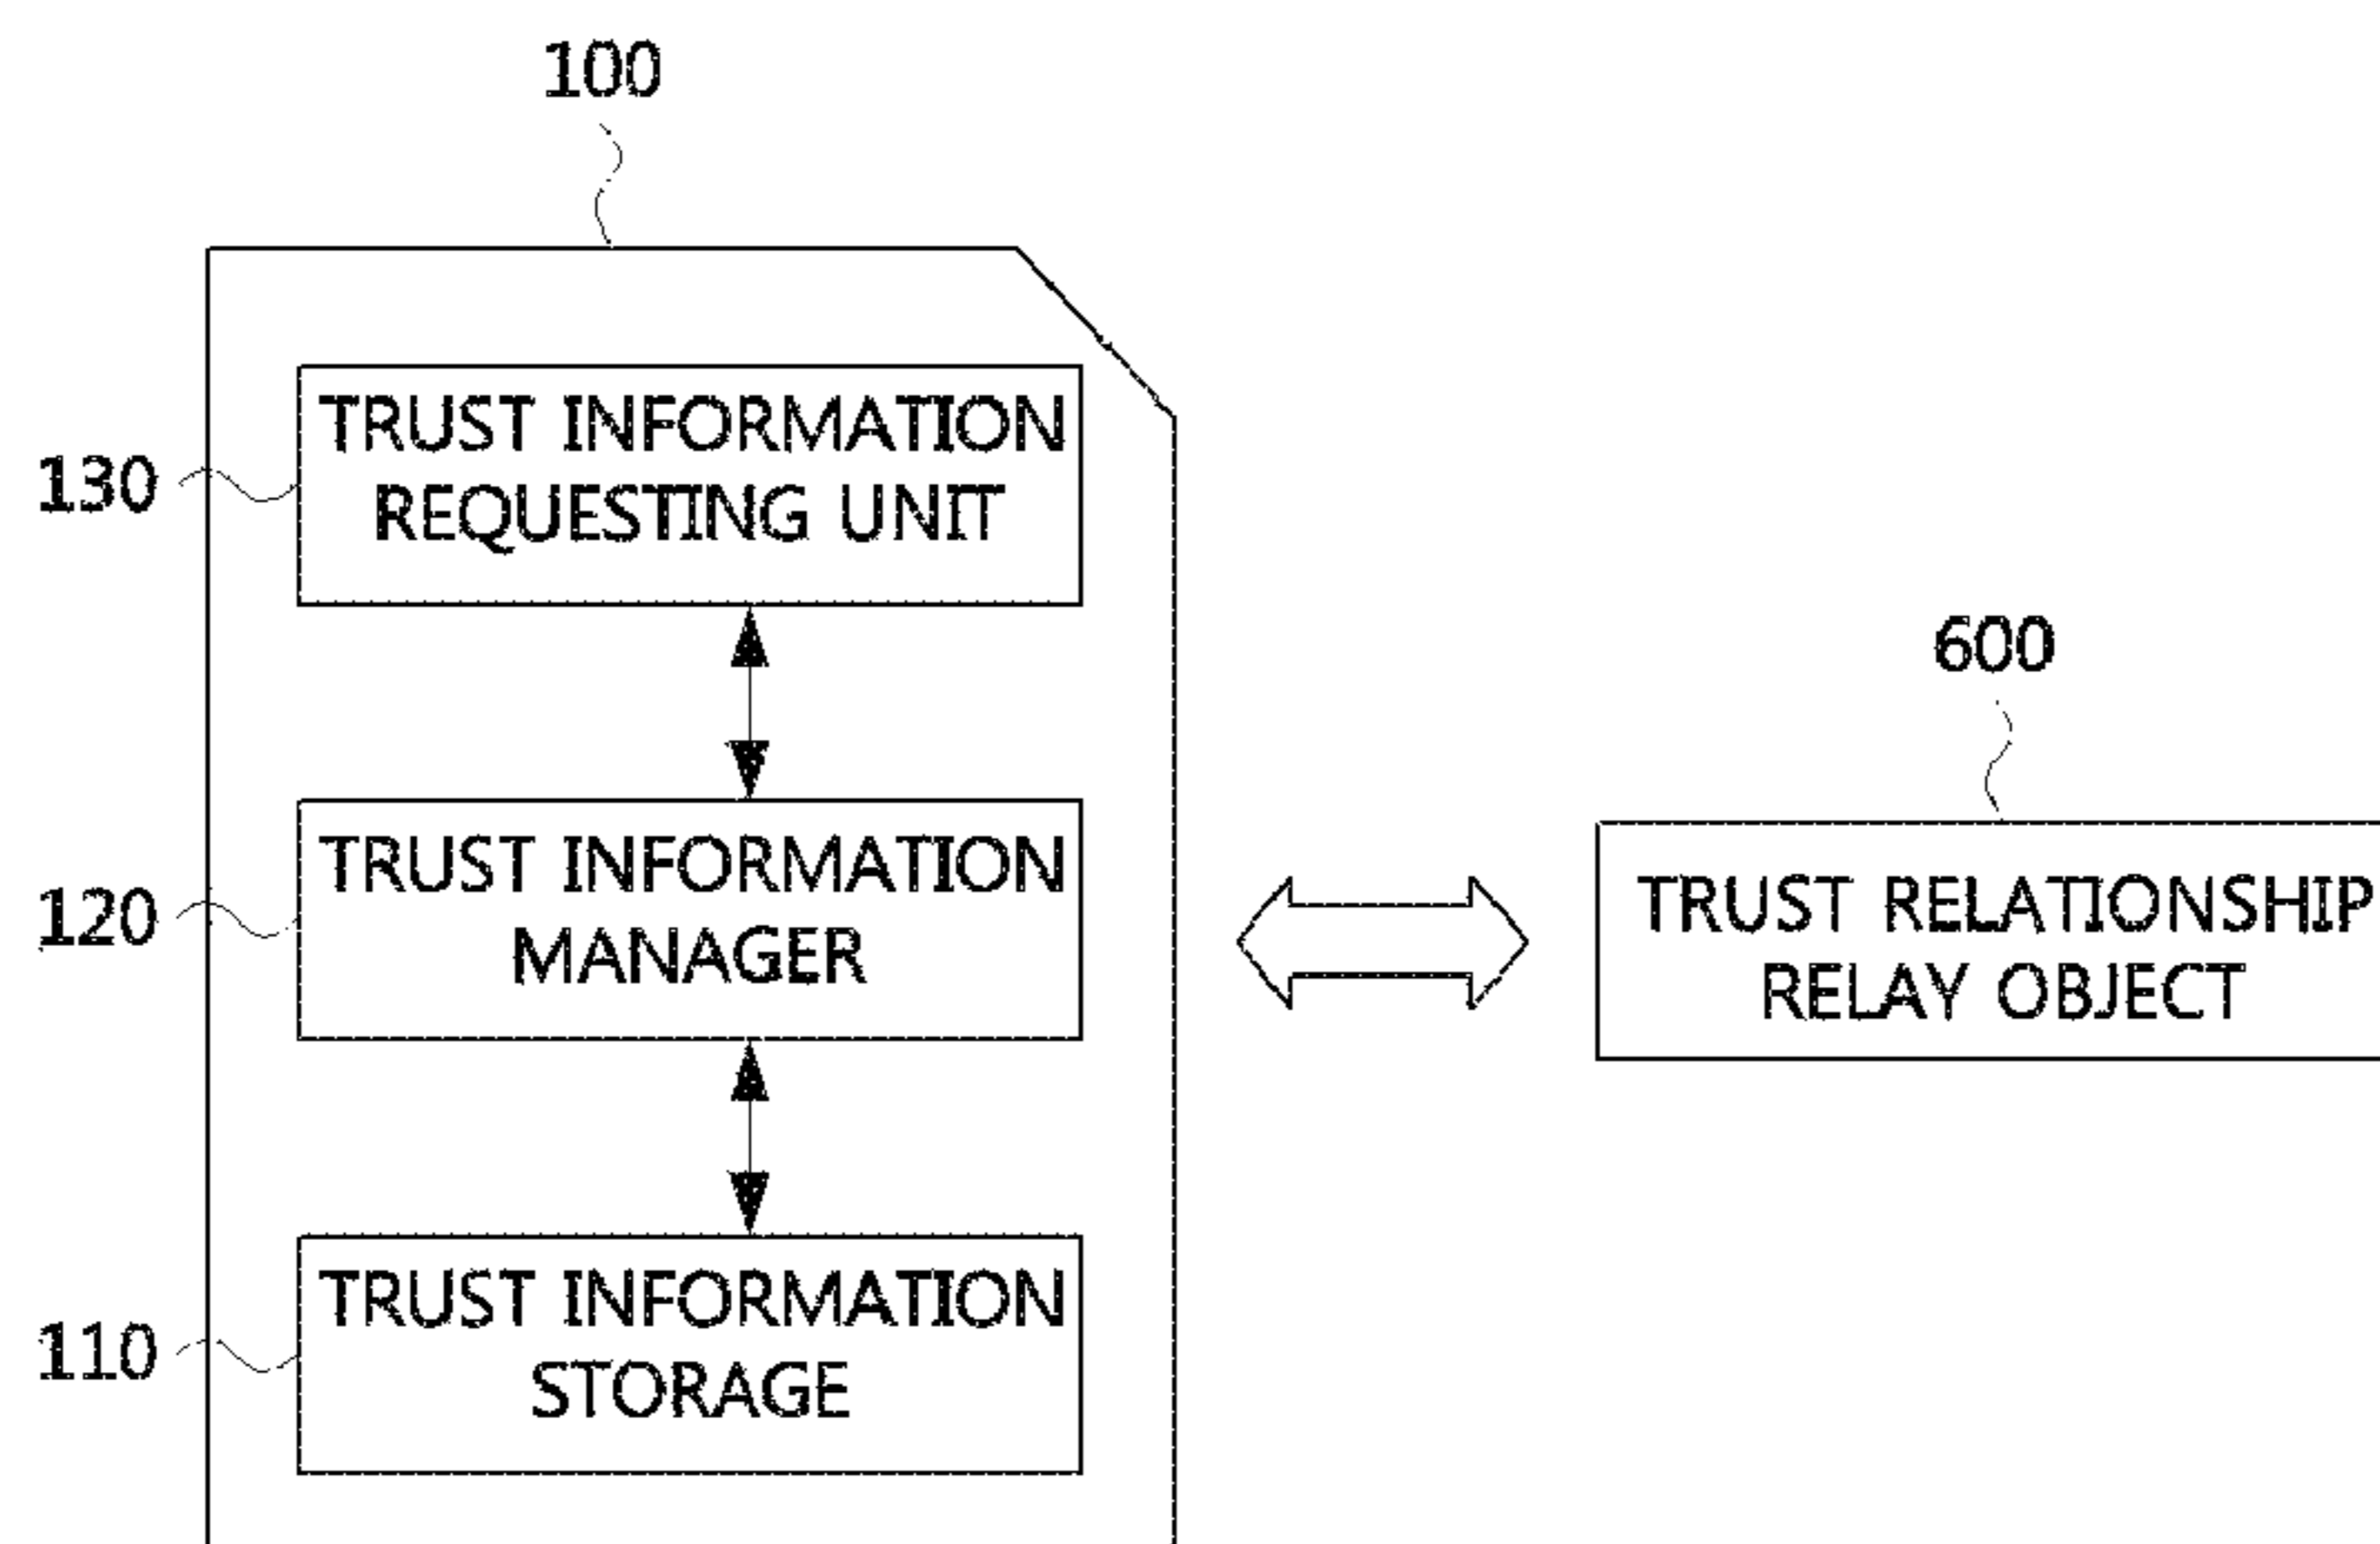 100
130
TRUST INFORMATION
REQUESTING UNIT
600
120
TRUST INFORMATION
MANAGER
TRUST RELATIONSHIP
RELAY OBJECT
110
TRUST INFORMATION
STORAGE